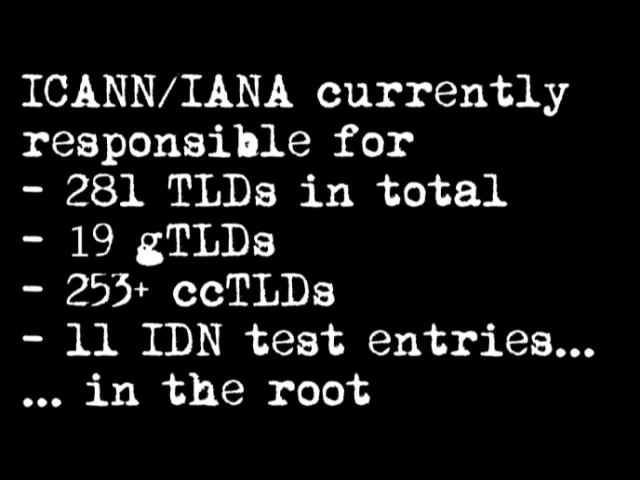 ICANN/IANA currently
responsible for
- 281 TLDs in total
- 19 gTLDs
- 253+ ccTLDs
- 11 IDN test entries...
... in the root